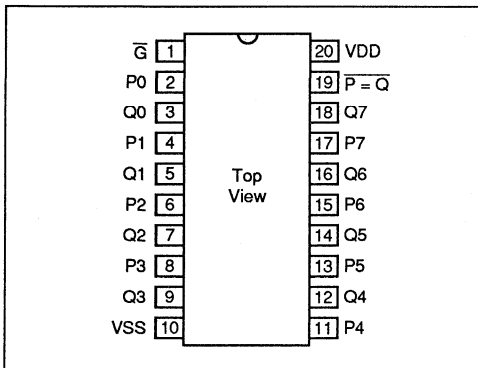 G̅ 1 20 VDD
P0 2 19 P̅ ̅=̅ ̅Q̅
Q0 3 18 Q7
P1 4 17 P7
Q1 5 16 Q6
P2 6 Top 15 P6
View
Q2 7 14 Q5
P3 8 13 P5
Q3 9 12 Q4
VSS 10 11 P4